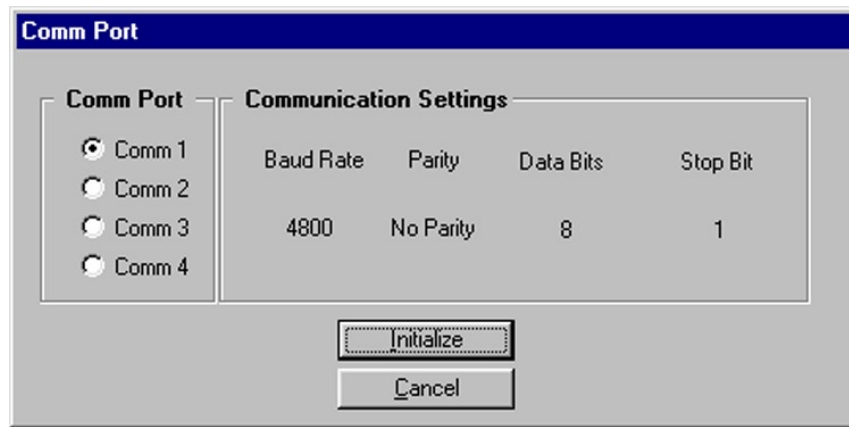 Comm Port
Comm Port
Comm 1
Comm 2
Comm 3
Comm 4
Communication Settings
Baud Rate Parity Data Bits Stop Bit
4800 No Parity 8 1
Initialize
Cancel